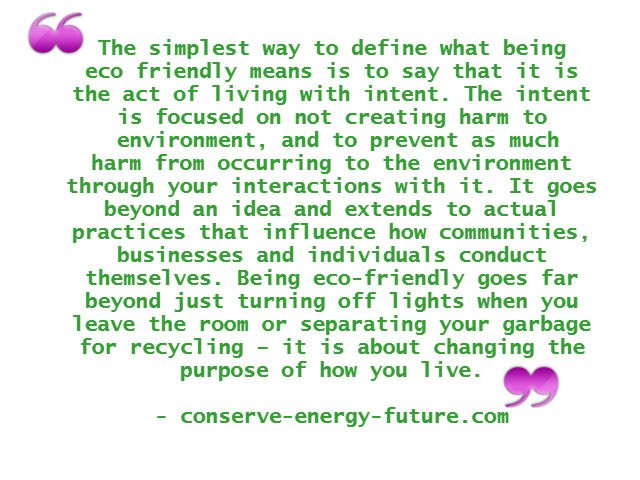 The simplest way to define what being
eco friendly means is to say that it is
the act of living with intent. The intent
is focused on not creating harm to
environment, and to prevent as much
harm from occurring to the environment
through your interactions with it. It goes
beyond an idea and extends to actual
practices that influence how communities,
businesses and individuals conduct
themselves. Being eco-friendly goes far
beyond just turning off lights when you
leave the room or separating your garbage
for recycling – it is about changing the
purpose of how you live.
- conserve-energy-future.com